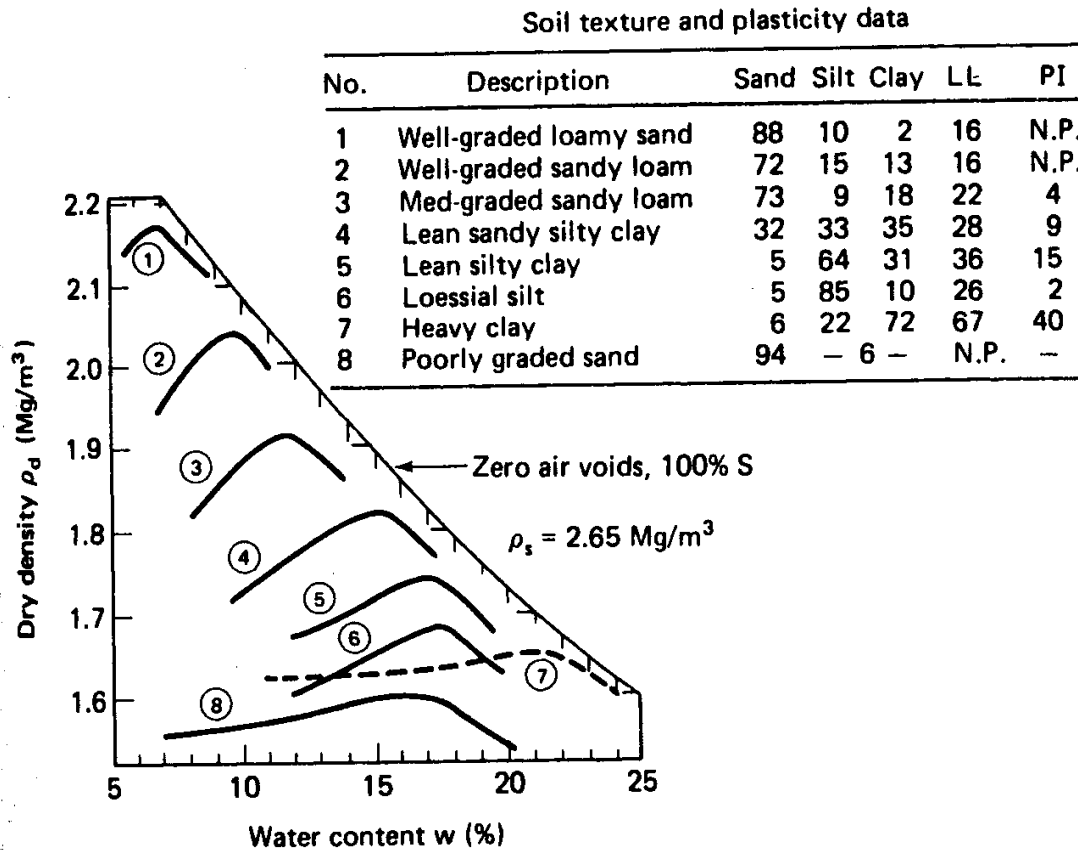 Soil texture and plasticity data
No. Description Sand Silt Clay LL PI
1 Well-graded loamy sand 88 10 2 16 N.P.
2 Well-graded sandy loam 72 15 13 16 N.P.
3 Med-graded sandy loam 73 9 18 22 4
4 Lean sandy silty clay 32 33 35 28 9
5 Lean silty clay 5 64 31 36 15
6 Loessial silt 5 85 10 26 2
7 Heavy clay 6 22 72 67 40
8 Poorly graded sand 94 – 6 – N.P. –
2.2
2.1
2.0
1.9
1.8
1.7
1.6
Dry density ρd (Mg/m³)
1
2
3
4
5
6
7
8
Zero air voids, 100% S
ρs = 2.65 Mg/m³
5 10 15 20 25
Water content w (%)